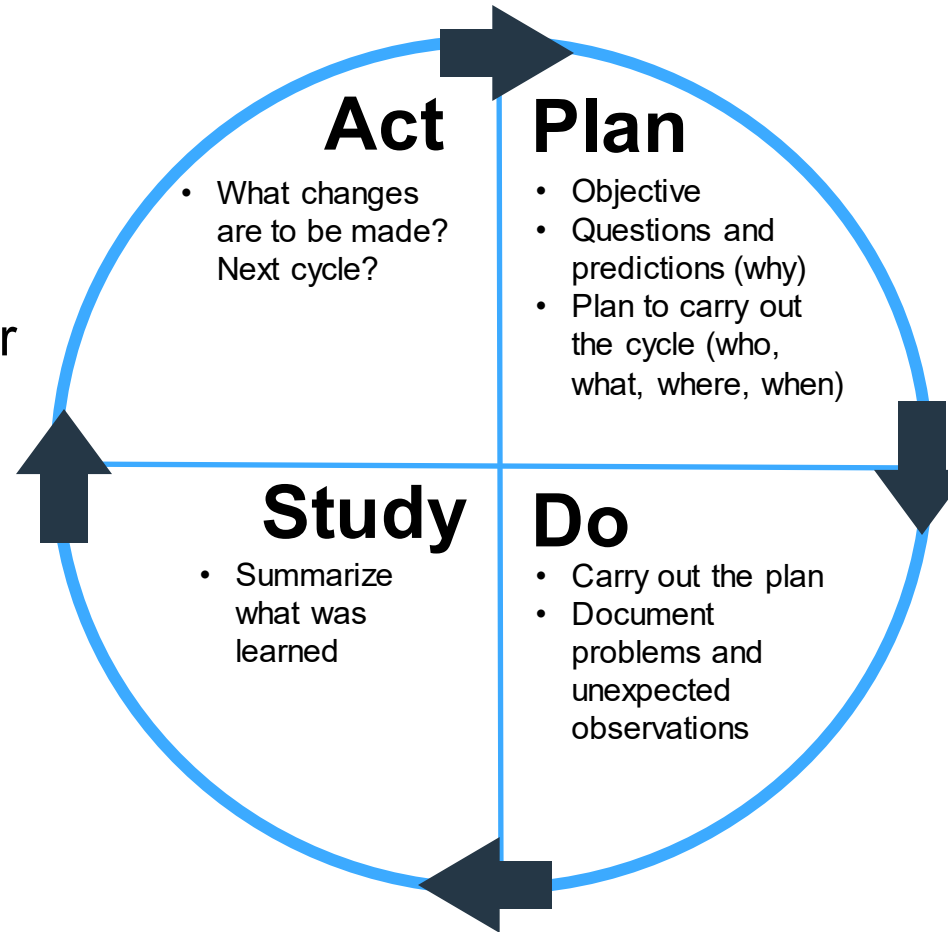 Act
• What changes
are to be made?
Next cycle?
Plan
• Objective
• Questions and
predictions (why)
• Plan to carry out
the cycle (who,
what, where, when)
r
Study
• Summarize
what was
learned
Do
• Carry out the plan
• Document
problems and
unexpected
observations